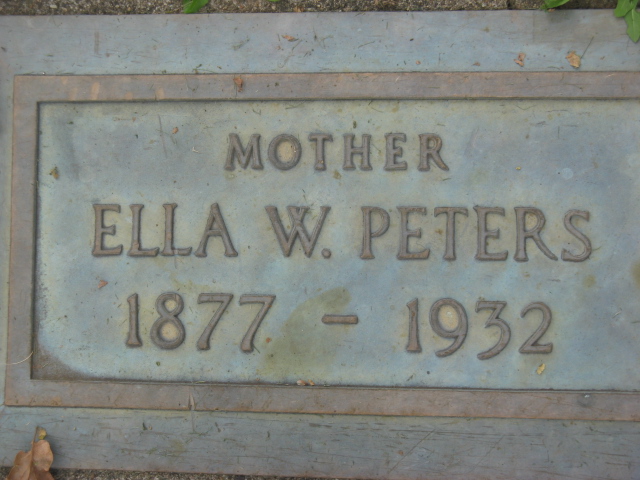 MOTHER
ELLA W. PETERS
1877 - 1932